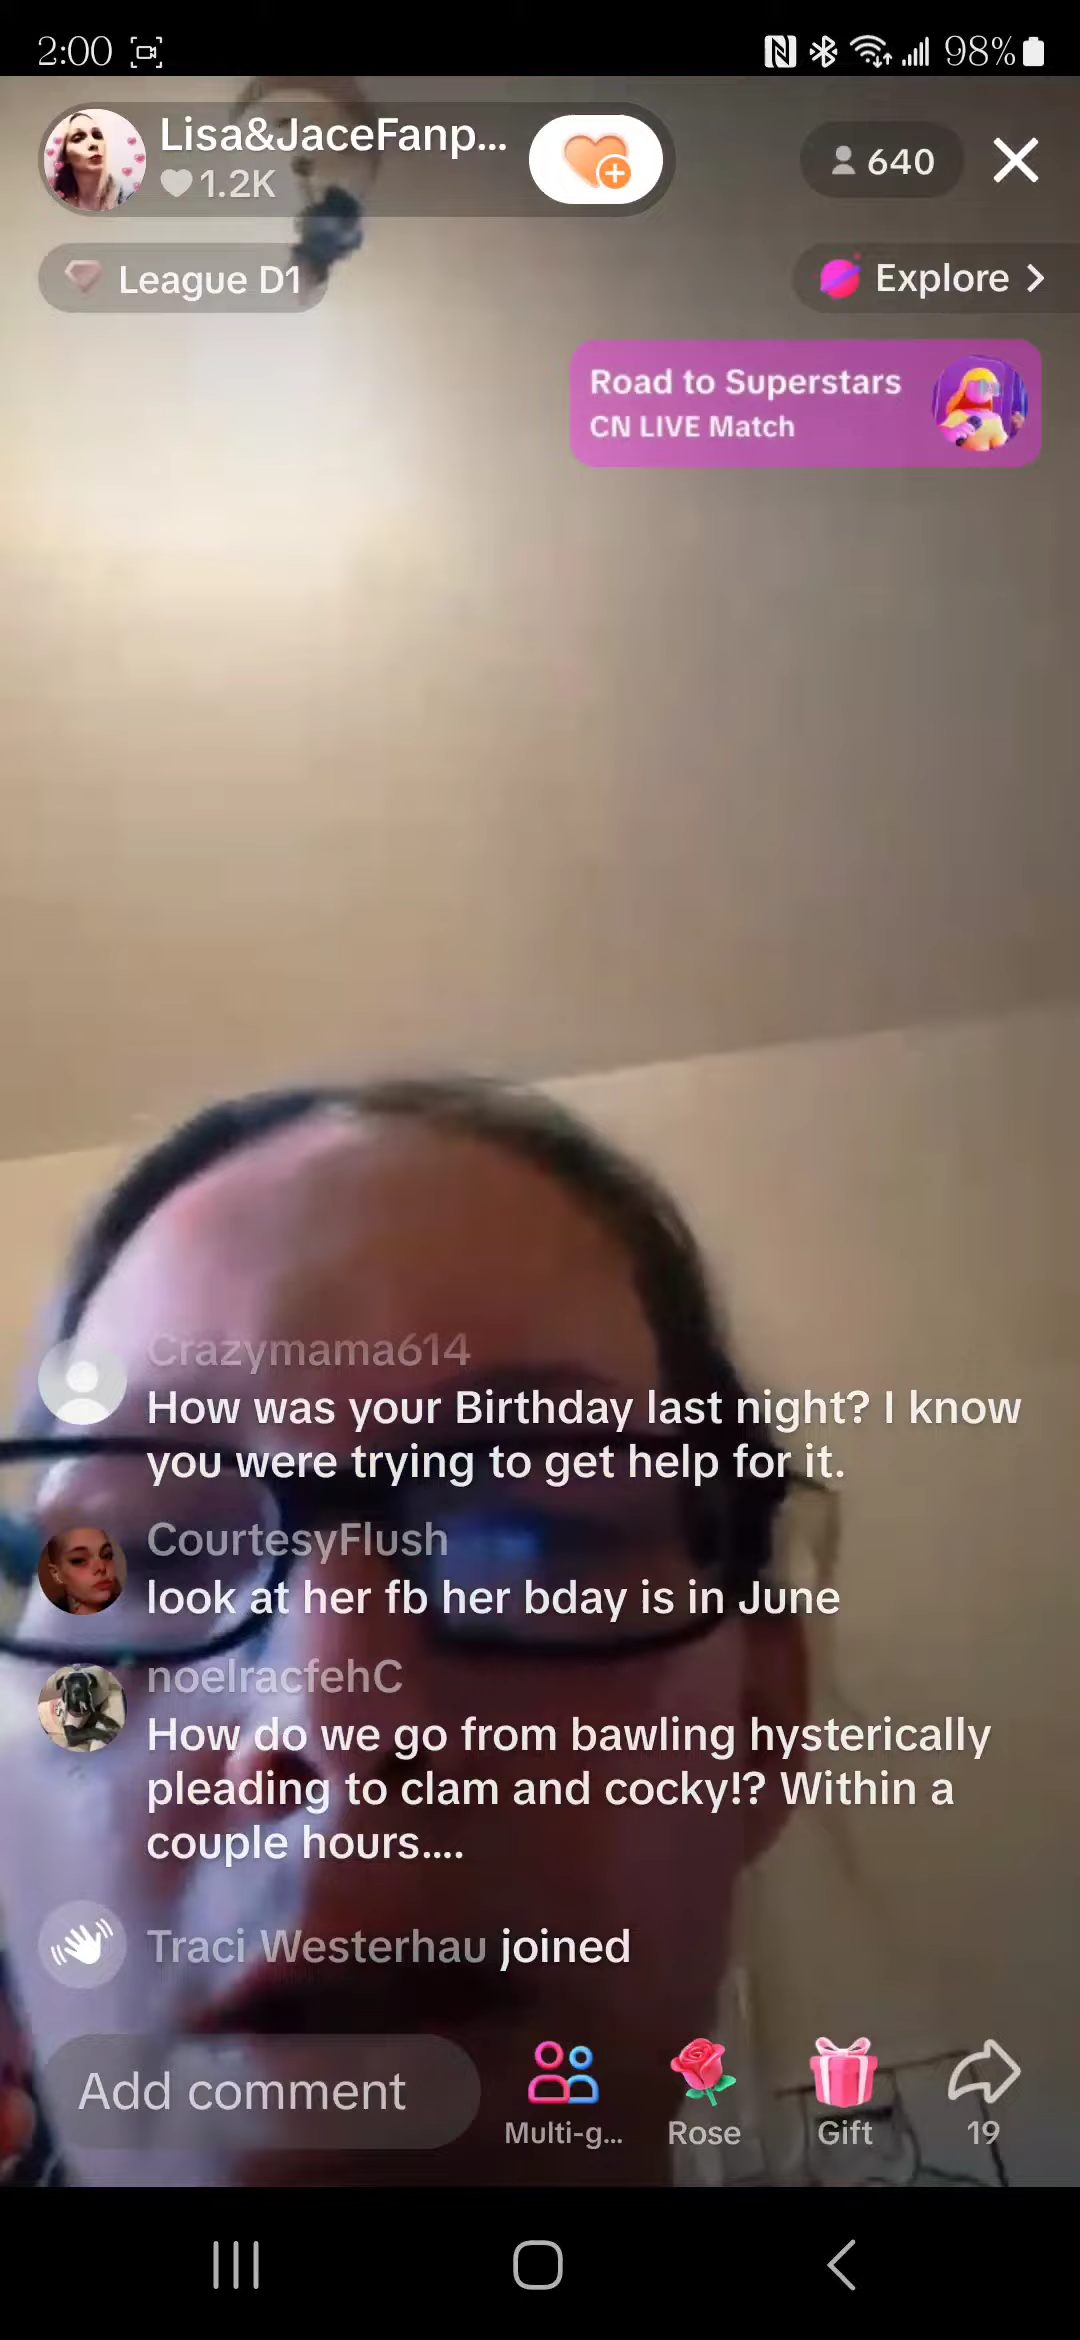 2:00
98%
Lisa&JaceFanp...
1.2K
640
League D1
Explore
Road to Superstars
CN LIVE Match
Crazymama614
How was your Birthday last night? I know
you were trying to get help for it.
CourtesyFlush
look at her fb her bday is in June
noelracfehC
How do we go from bawling hysterically
pleading to clam and cocky!? Within a
couple hours....
Traci Westerhau joined
Add comment
Multi-g...
Rose
Gift
19